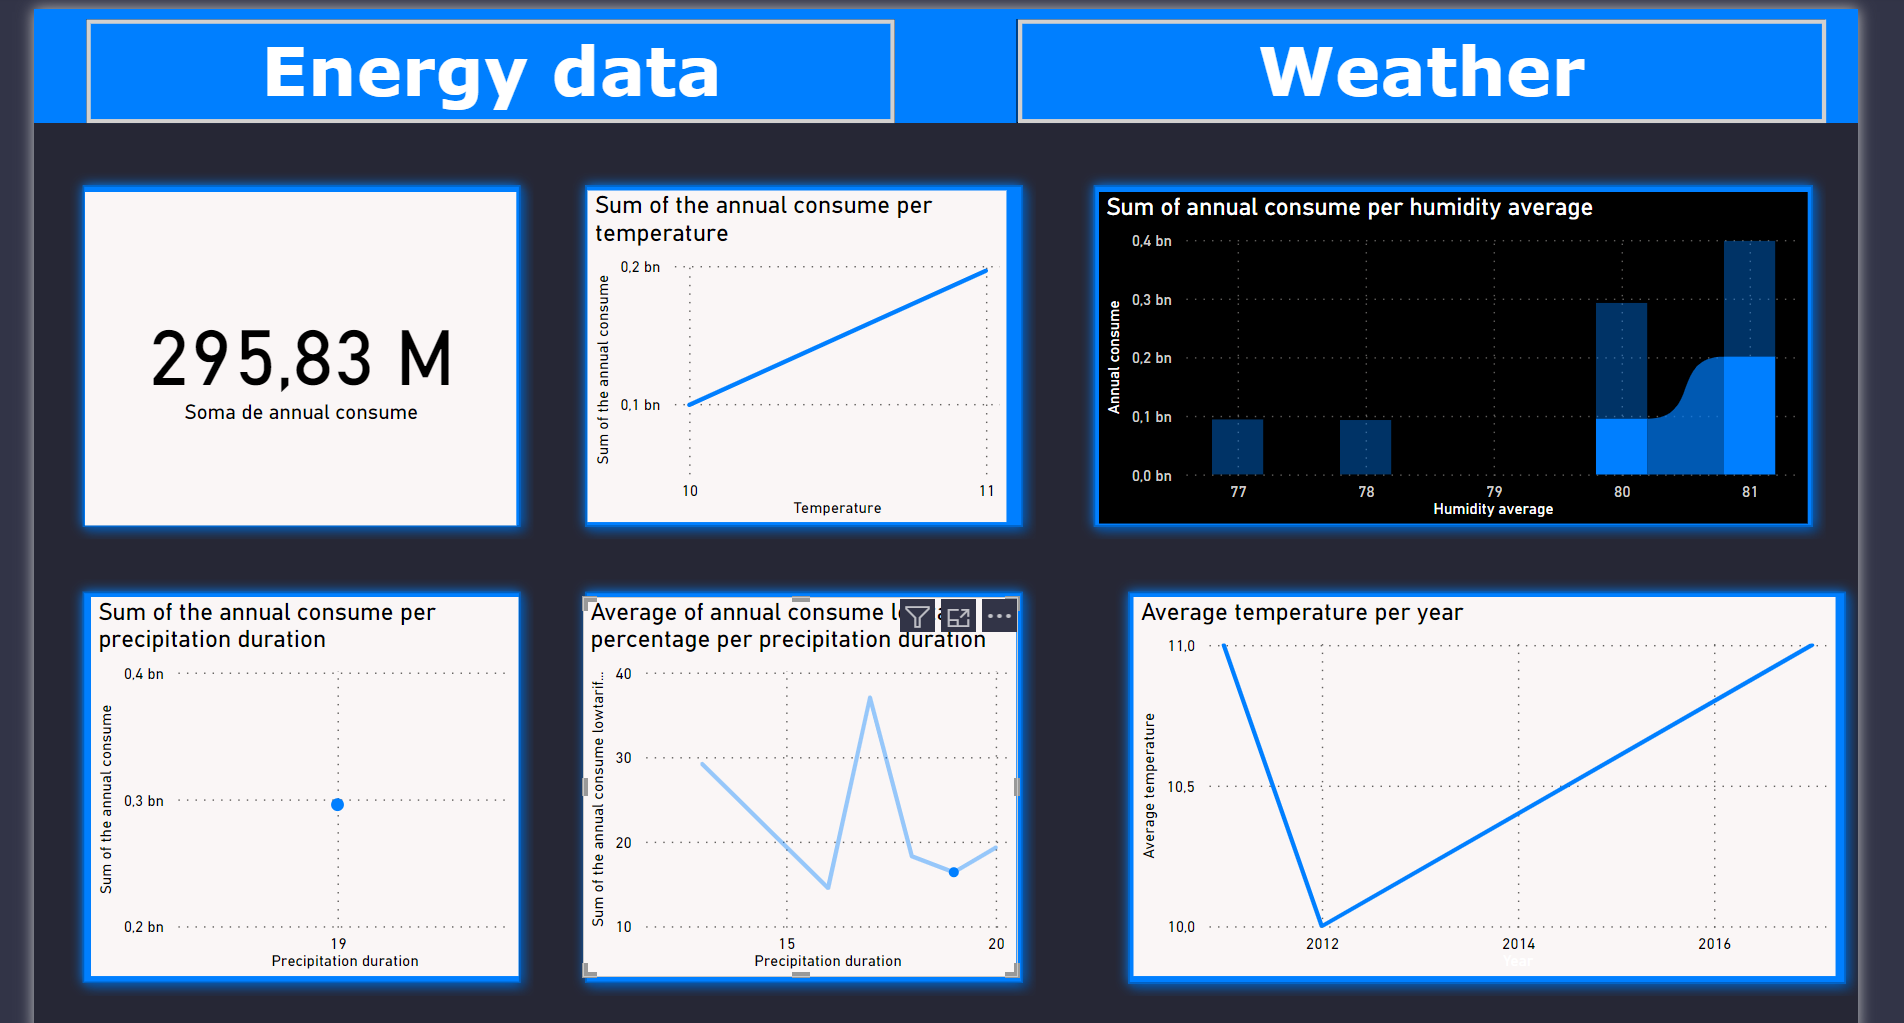 Energy data
Weather
295,83 M
Soma de annual consume
Sum of the annual consume per
temperature
Sum of the annual consume
0,2 bn
0,1 bn
10
11
Temperature
Sum of annual consume per humidity average
Annual consume
0,4 bn
0,3 bn
0,2 bn
0,1 bn
0,0 bn
77
78
79
80
81
Humidity average
Sum of the annual consume per
precipitation duration
Sum of the annual consume
0,4 bn
0,3 bn
0,2 bn
19
Precipitation duration
Average of annual consume
percentage per precipitation duration
Sum of the annual consume lowtarif...
40
30
20
10
15
20
Precipitation duration
Average temperature per year
Average temperature
11,0
10,5
10,0
2012
2014
2016
Year